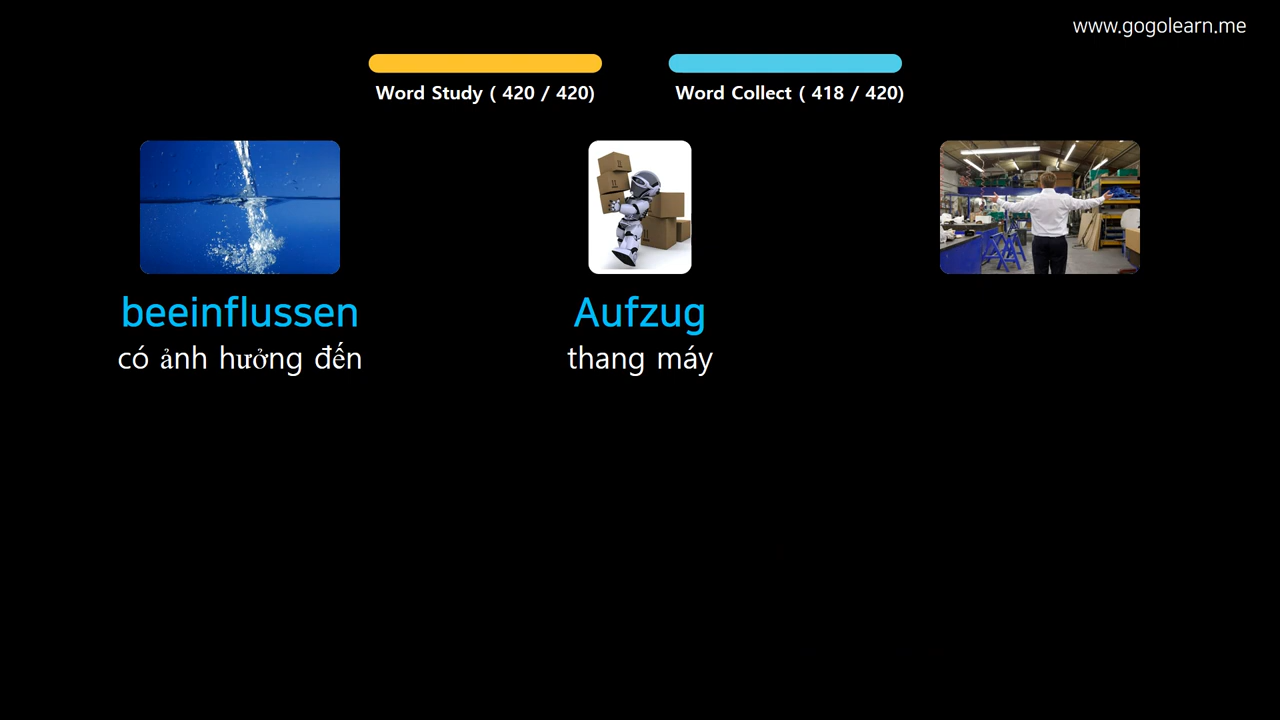 www.gogolearn.me
Word Study ( 420 / 420)
Word Collect ( 418 / 420)
beeinflussen
có ảnh hưởng đến
Aufzug
thang máy